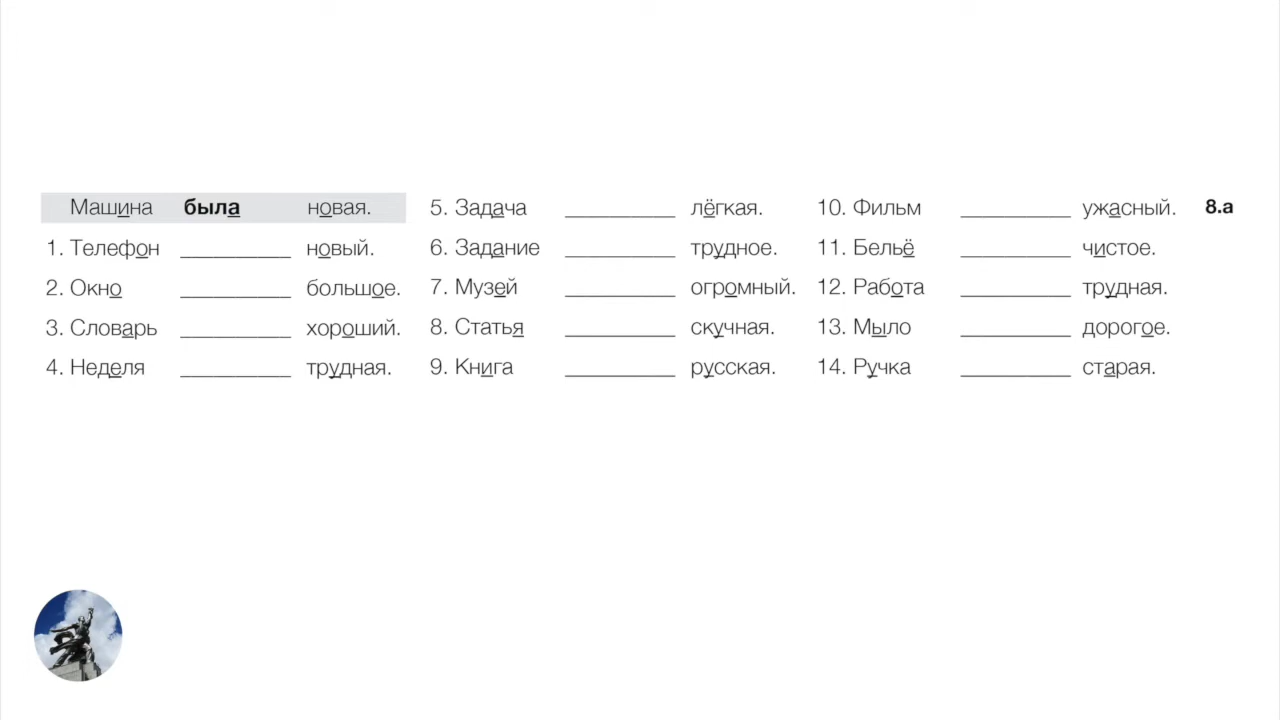 Машина была новая.
1. Телефон __________ новый.
2. Окно __________ большое.
3. Словарь __________ хороший.
4. Неделя __________ трудная.
5. Задача __________ лёгкая.
6. Задание __________ трудное.
7. Музей __________ огромный.
8. Статья __________ скучная.
9. Книга __________ русская.
10. Фильм __________ ужасный.
11. Бельё __________ чистое.
12. Работа __________ трудная.
13. Мыло __________ дорогое.
14. Ручка __________ старая.
8.a